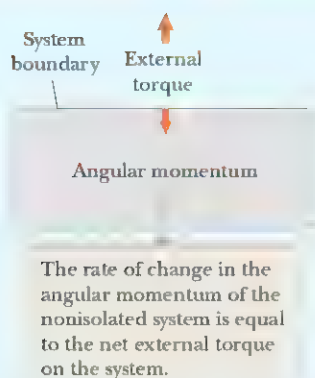 System
boundary
External
torque
Angular momentum
The rate of change in the
angular momentum of the
nonisolated system is equal
to the net external torque
on the system.